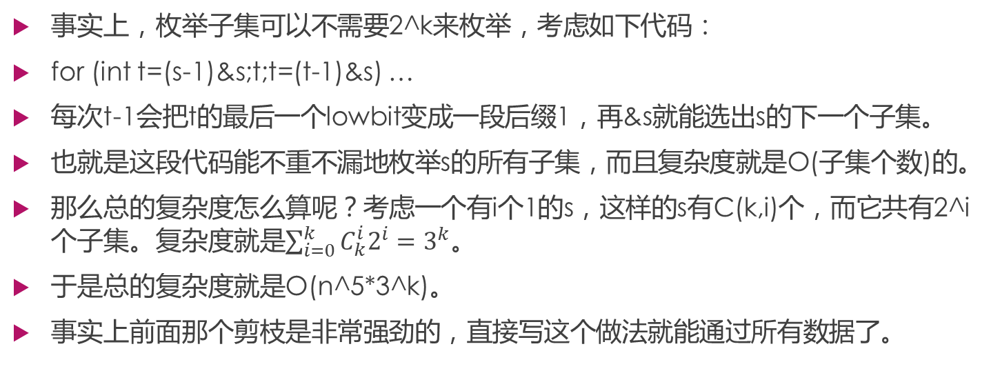 事实上，枚举子集可以不需要2^k来枚举，考虑如下代码：
for (int t=(s-1)&s;t;t=(t-1)&s) …
每次t-1会把t的最后一个lowbit变成一段后缀1，再&s就能选出s的下一个子集。
也就是这段代码能不重不漏地枚举s的所有子集，而且复杂度就是O(子集个数)的。
那么总的复杂度怎么算呢？考虑一个有i个1的s，这样的s有C(k,i)个，而它共有2^i
个子集。复杂度就是$\sum_{i=0}^{k} C_k^i 2^i = 3^k$。
于是总的复杂度就是O(n^5*3^k)。
事实上前面那个剪枝是非常强劲的，直接写这个做法就能通过所有数据了。